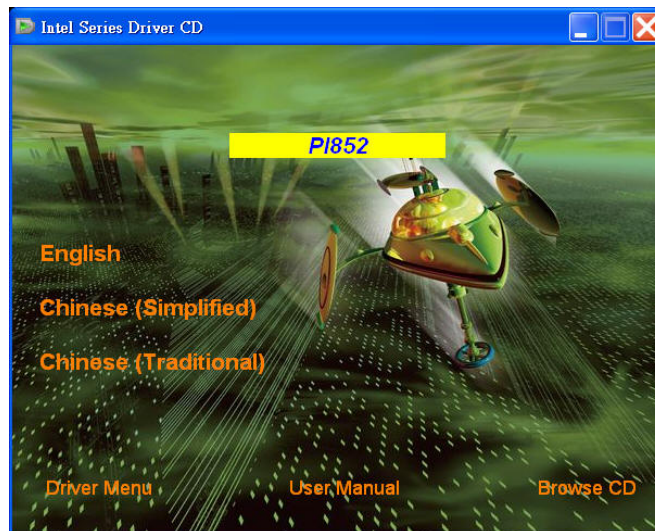 Intel Series Driver CD
PI852
English
Chinese (Simplified)
Chinese (Traditional)
Driver Menu User Manual Browse CD